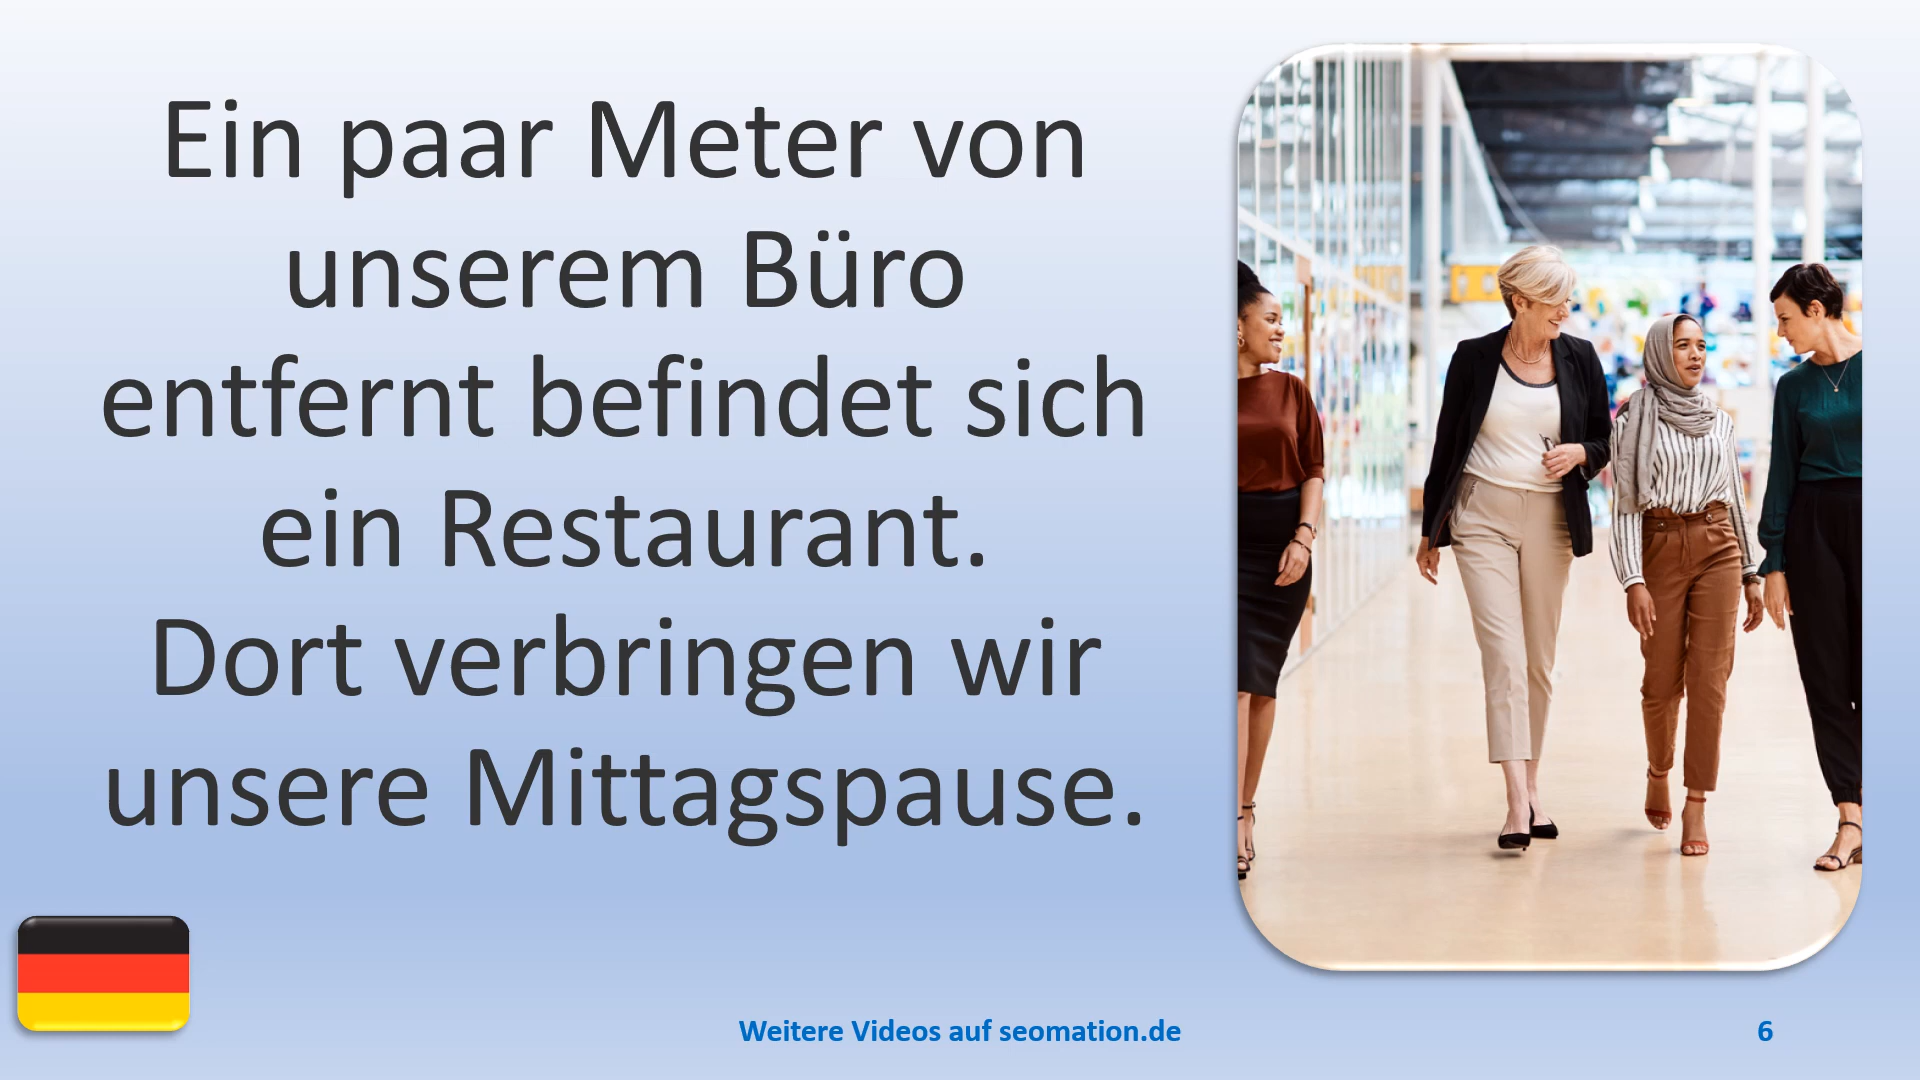 Ein paar Meter von
unserem Büro
entfernt befindet sich
ein Restaurant.
Dort verbringen wir
unsere Mittagspause.
Weitere Videos auf seomation.de
6